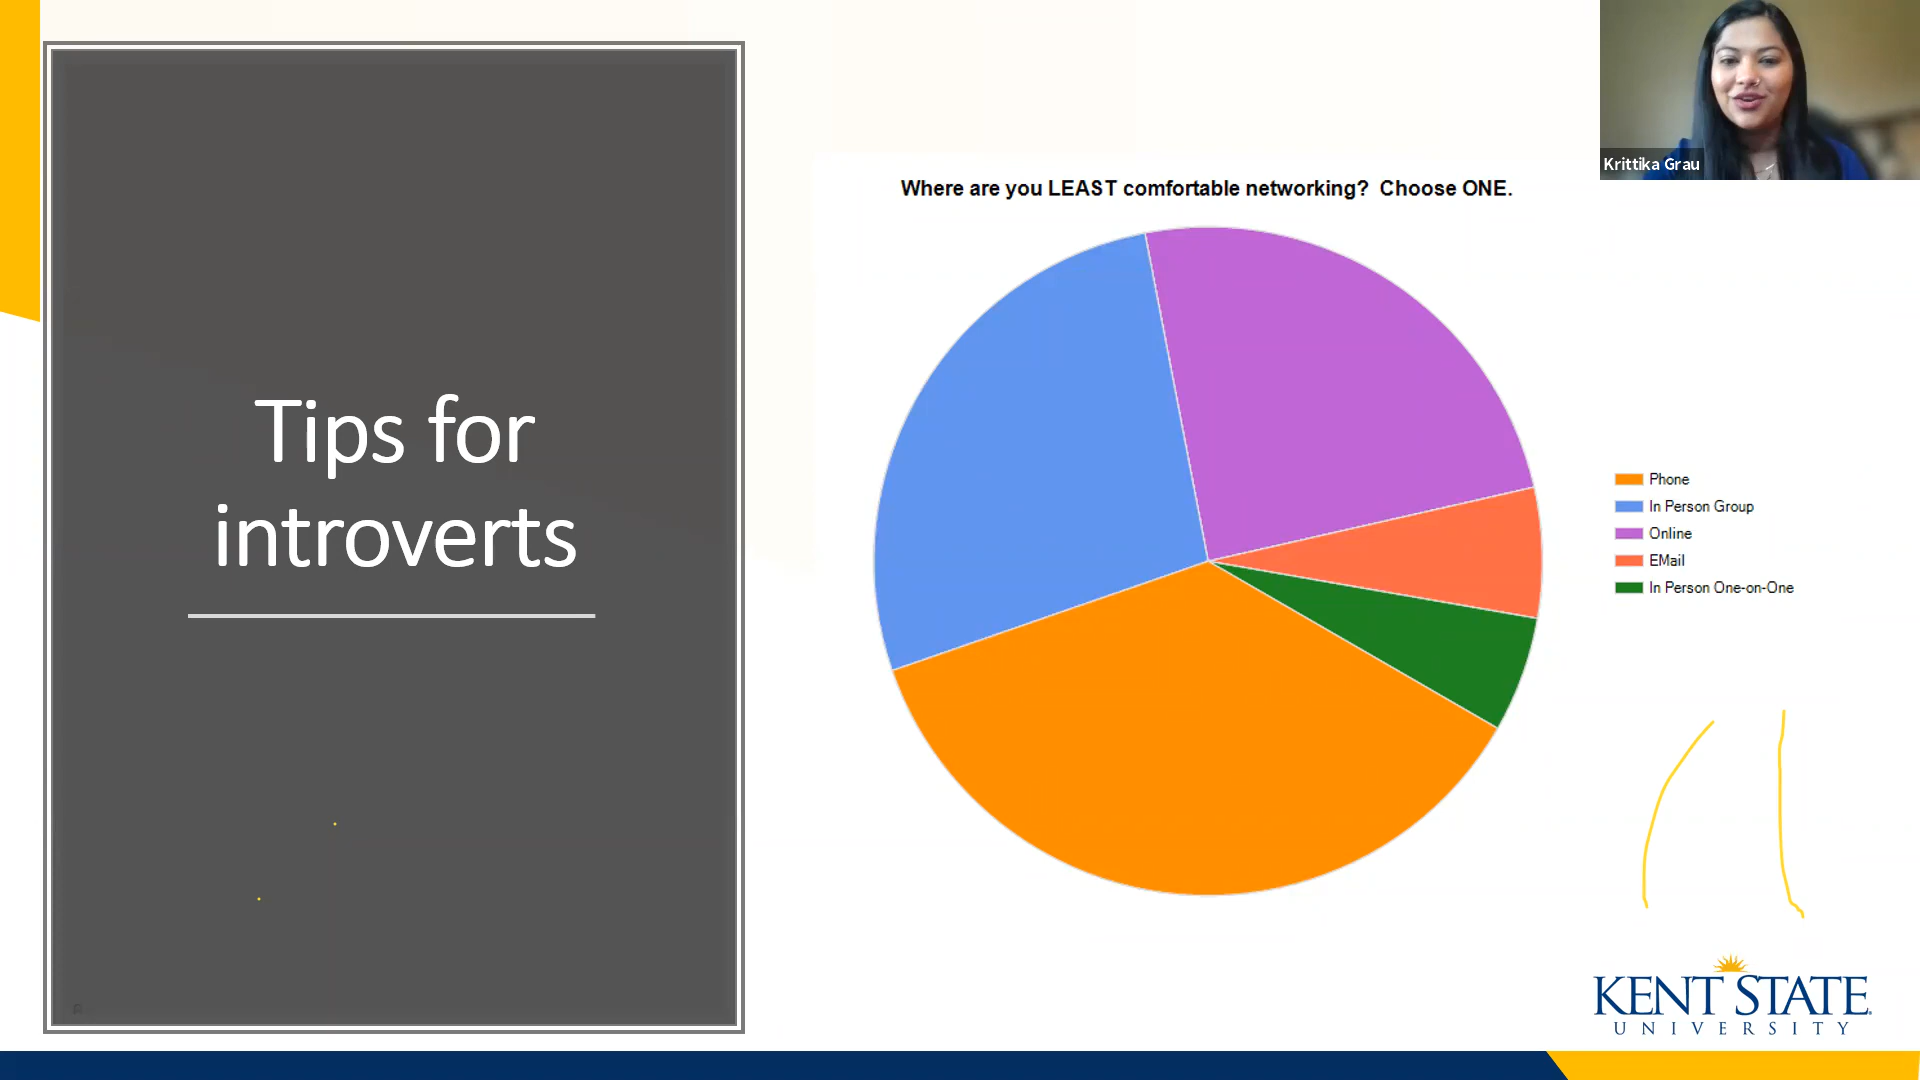 Tips for
introverts
Where are you LEAST comfortable networking? Choose ONE.
Phone
In Person Group
Online
EMail
In Person One-on-One
Krittika Grau
KENT STATE
UNIVERSITY